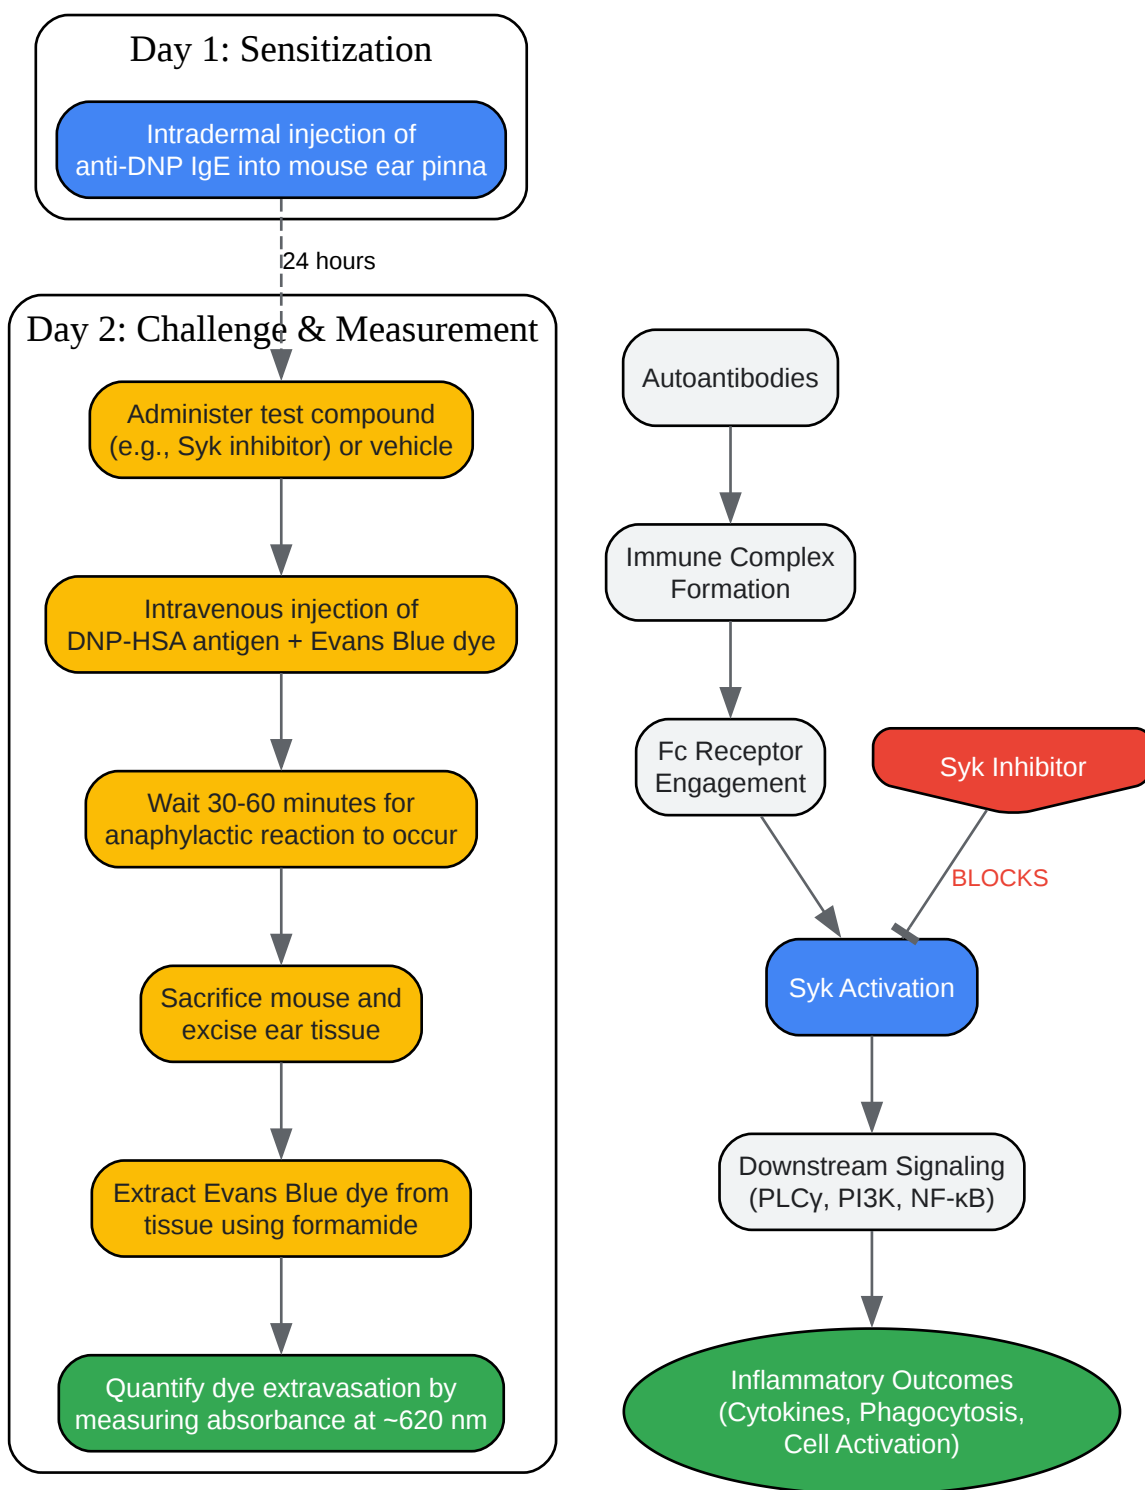 Day 1: Sensitization
Intradermal injection of
anti-DNP IgE into mouse ear pinna
24 hours
Day 2: Challenge & Measurement
Administer test compound
(e.g., Syk inhibitor) or vehicle
Intravenous injection of
DNP-HSA antigen + Evans Blue dye
Wait 30-60 minutes for
anaphylactic reaction to occur
Sacrifice mouse and
excise ear tissue
Extract Evans Blue dye from
tissue using formamide
Quantify dye extravasation by
measuring absorbance at ~620 nm
Autoantibodies
Immune Complex
Formation
Fc Receptor
Engagement
Syk Inhibitor
BLOCKS
Syk Activation
Downstream Signaling
(PLCγ, PI3K, NF-κB)
Inflammatory Outcomes
(Cytokines, Phagocytosis,
Cell Activation)